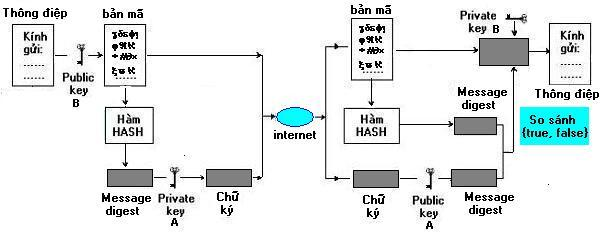 Thông điệp
Kính
gửi:
......
......
Public
key
B
bản mã
Hàm
HASH
Message
digest
Private
key
A
Chữ
ký
internet
bản mã
Hàm
HASH
Message
digest
Chữ
ký
Public
key
A
Message
digest
So sánh
{true, false}
Private
key B
Kính
gửi:
......
......
Thông điệp